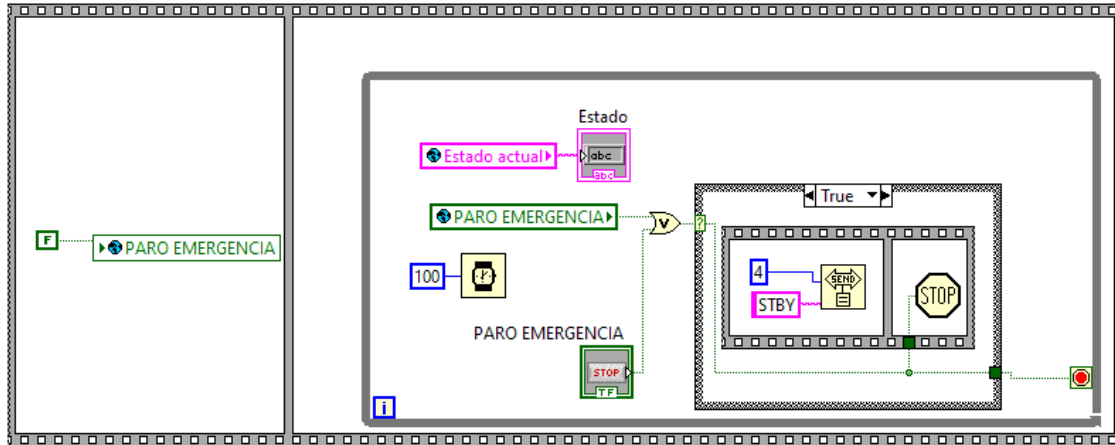 F
PARO EMERGENCIA
Estado
Estado actual
abc
abc
PARO EMERGENCIA
V
?
True
100
4
SEND
STBY
STOP
PARO EMERGENCIA
STOP
TF
i